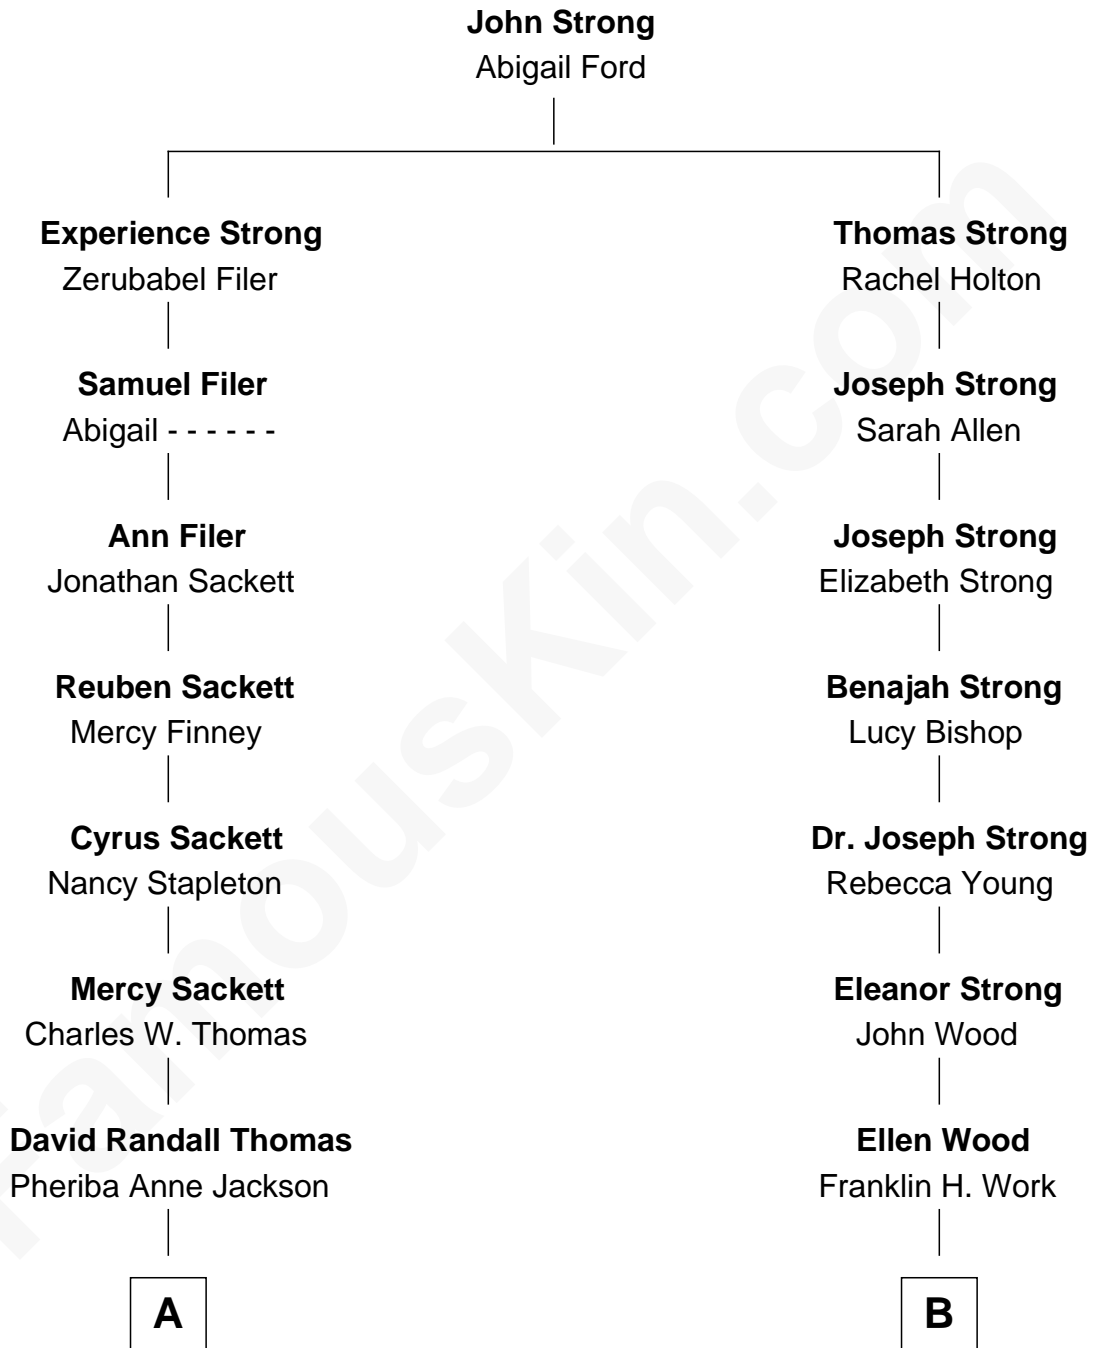 John Strong
Abigail Ford
Experience Strong
Zerubabel Filer
Thomas Strong
Rachel Holton
Samuel Filer
Abigail - - - - - -
Joseph Strong
Sarah Allen
Ann Filer
Jonathan Sackett
Joseph Strong
Elizabeth Strong
Reuben Sackett
Mercy Finney
Benajah Strong
Lucy Bishop
Cyrus Sackett
Nancy Stapleton
Dr. Joseph Strong
Rebecca Young
Mercy Sackett
Charles W. Thomas
Eleanor Strong
John Wood
David Randall Thomas
Pheriba Anne Jackson
Ellen Wood
Franklin H. Work
A
B
FamousKin.com